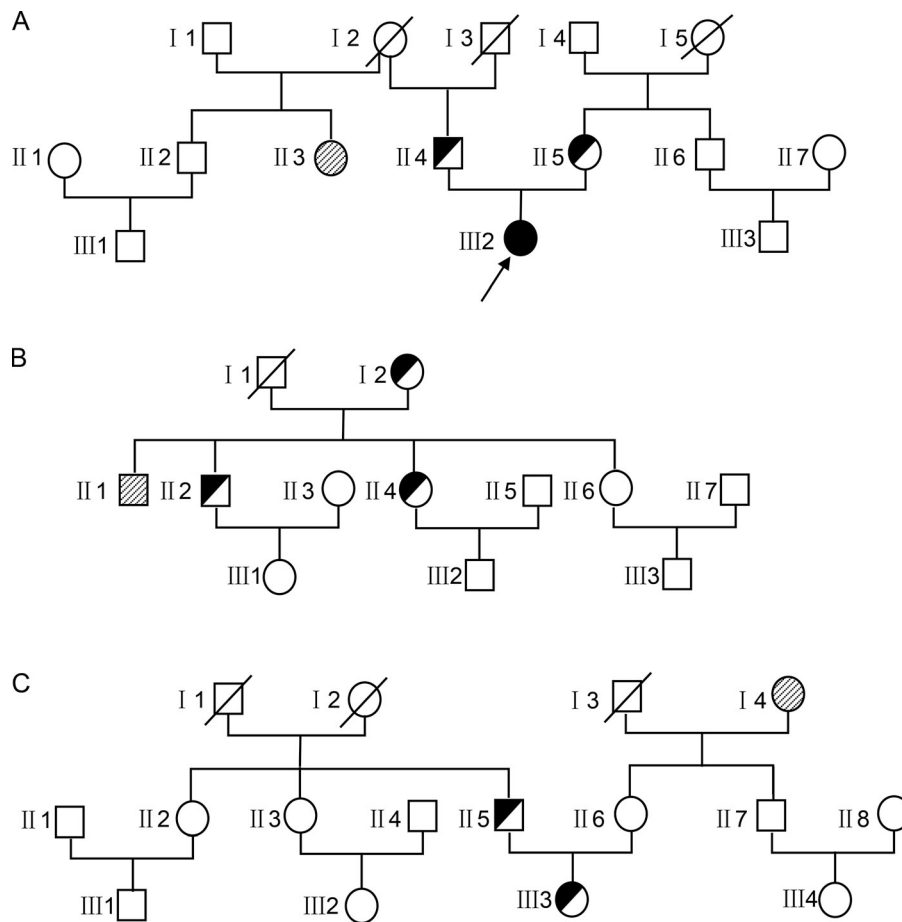 A
Ⅰ1 Ⅰ2 Ⅰ3 Ⅰ4 Ⅰ5
Ⅱ1 Ⅱ2 Ⅱ3 Ⅱ4 Ⅱ5 Ⅱ6 Ⅱ7
Ⅲ1 Ⅲ2 Ⅲ3
B
Ⅰ1 Ⅰ2
Ⅱ1 Ⅱ2 Ⅱ3 Ⅱ4 Ⅱ5 Ⅱ6 Ⅱ7
Ⅲ1 Ⅲ2 Ⅲ3
C
Ⅰ1 Ⅰ2 Ⅰ3 Ⅰ4
Ⅱ1 Ⅱ2 Ⅱ3 Ⅱ4 Ⅱ5 Ⅱ6 Ⅱ7 Ⅱ8
Ⅲ1 Ⅲ2 Ⅲ3 Ⅲ4